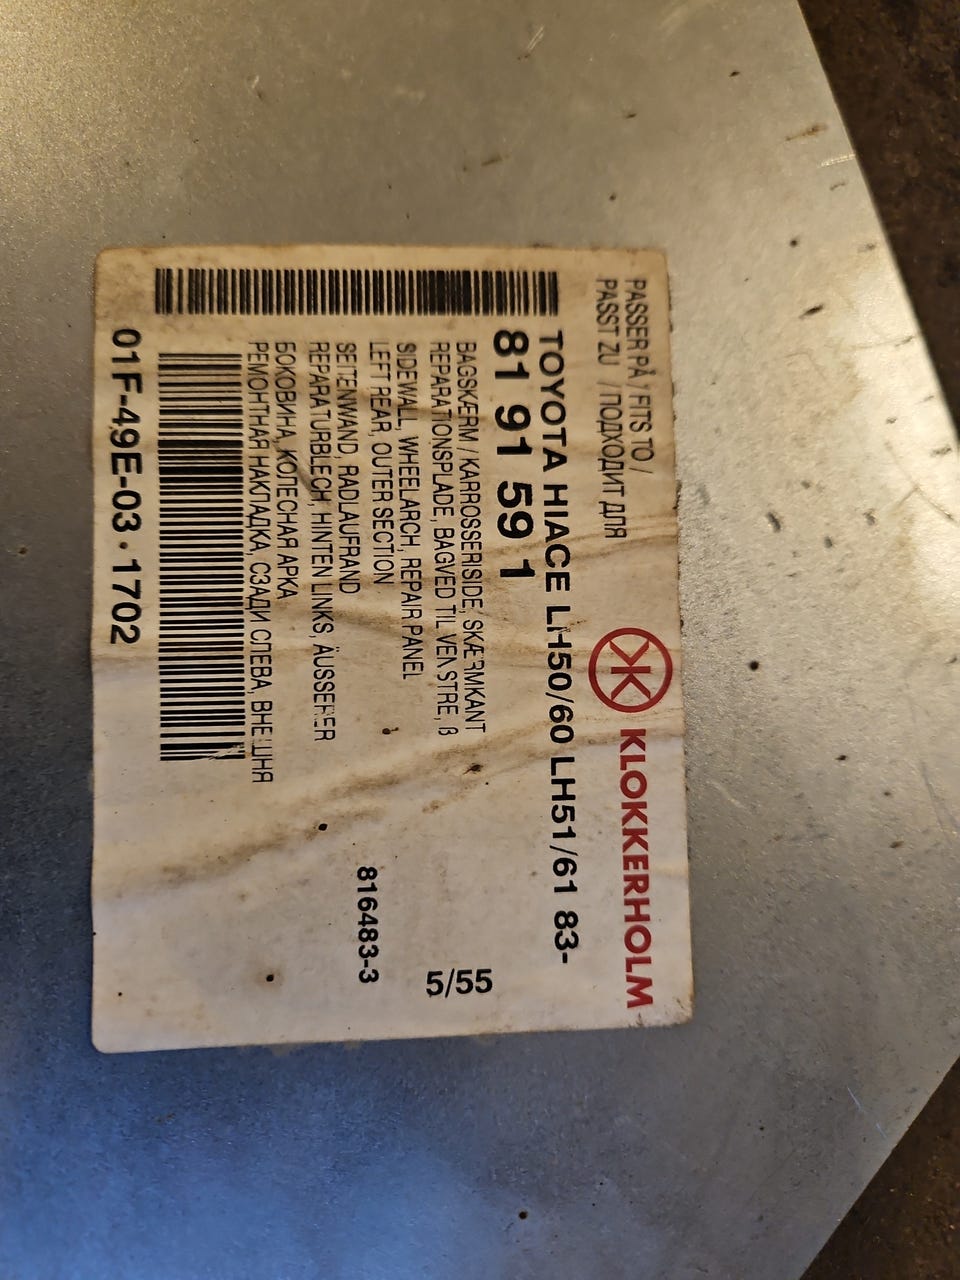 PASSER PÅ / FITS TO /
PASST ZU / ПОДХОДИТ ДЛЯ
KLOKKERHOLM
TOYOTA HIACE LH50/60 LH51/61 83-
81 91 59 1
BAGSKÆRM / KARROSSERISIDE, SKÆRMKANT
REPARATIONSPLADE, BAGVED TIL VENSTRE, ß
5/55
SIDEWALL, WHEELARCH, REPAIR PANEL
LEFT REAR, OUTER SECTION
816483-3
SEITENWAND, RADLAUFRAND
REPARATURBLECH, HINTEN LINKS, ÄUSSERER
БОКОВИНА, КОЛЕСНАЯ АРКА
РЕМОНТНАЯ НАКЛАДКА, СЗАДИ СЛЕВА, ВНЕШНЯ
01F-49E-03.1702